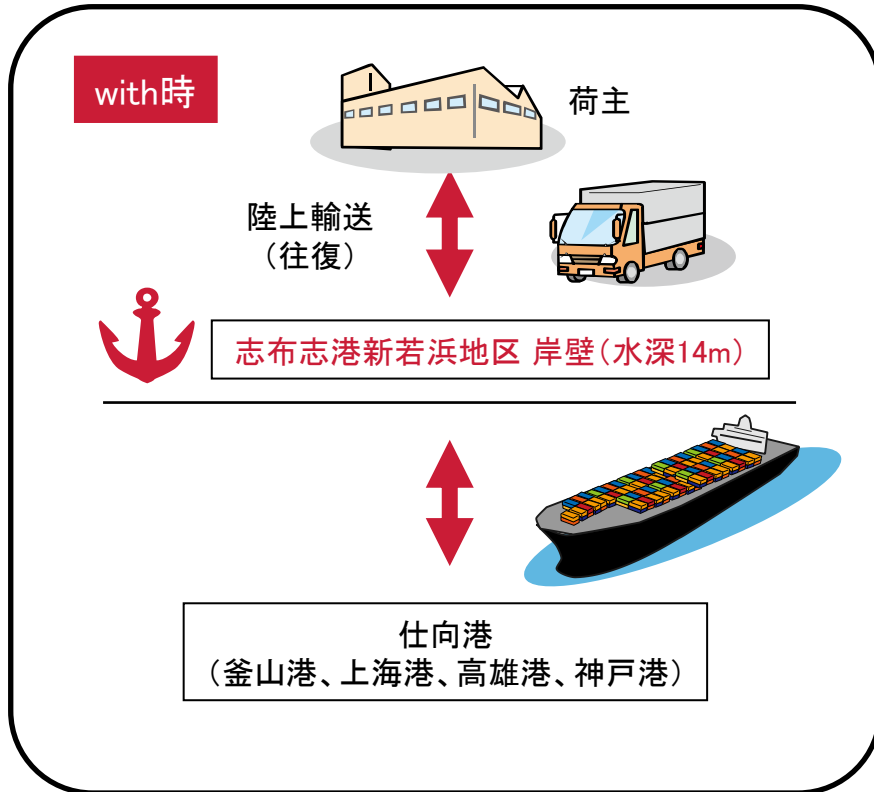 with時
荷主
陸上輸送
（往復）
志布志港新若浜地区 岸壁（水深14m）
仕向港
（釜山港、上海港、高雄港、神戸港）